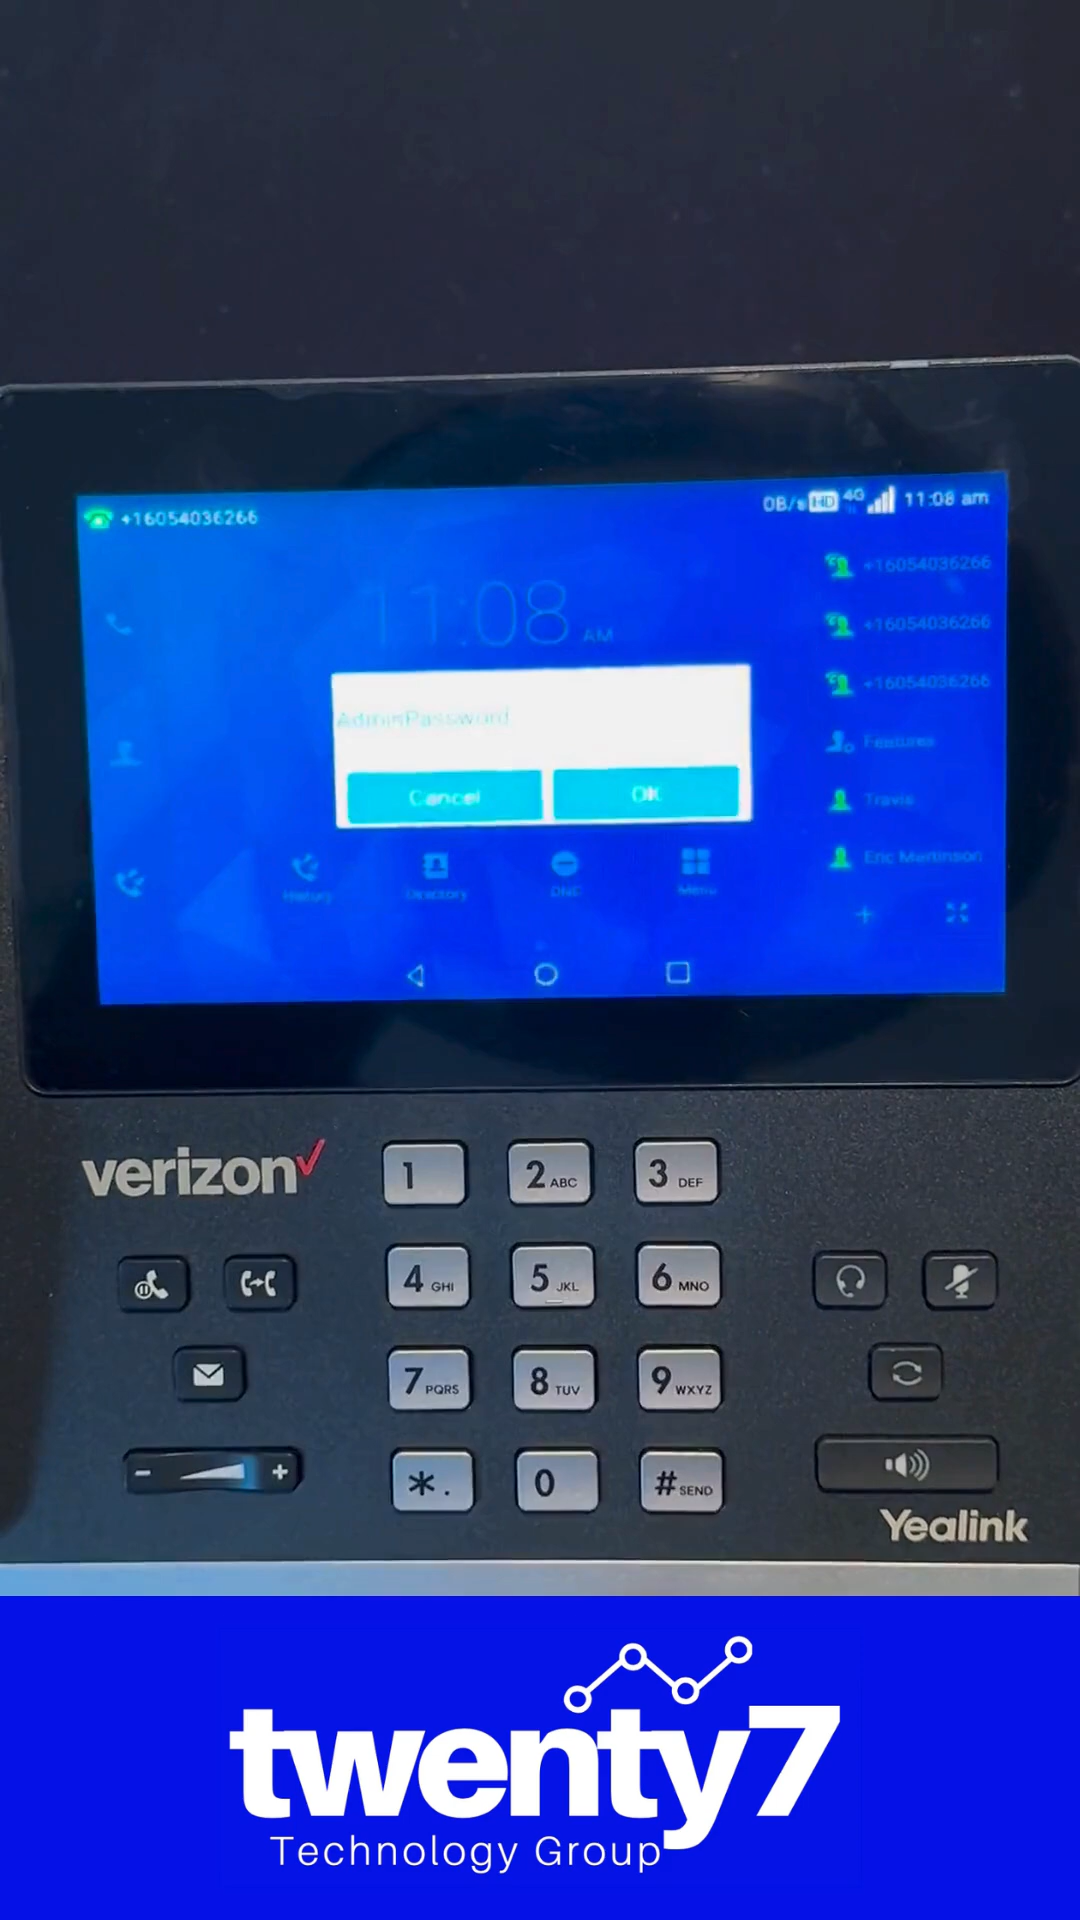 +16054036266
0B/s HD 4G 11:08 am
+16054036266
+16054036266
+16054036266
Features
Travis
Eric Martinson
11:08 AM
AdminPassword
Cancel
OK
History
Directory
DND
Menu
verizon
1
2 ABC
3 DEF
4 GHI
5 JKL
6 MNO
7 PQRS
8 TUV
9 WXYZ
- +
* .
0
# SEND
Yealink
twenty7
Technology Group